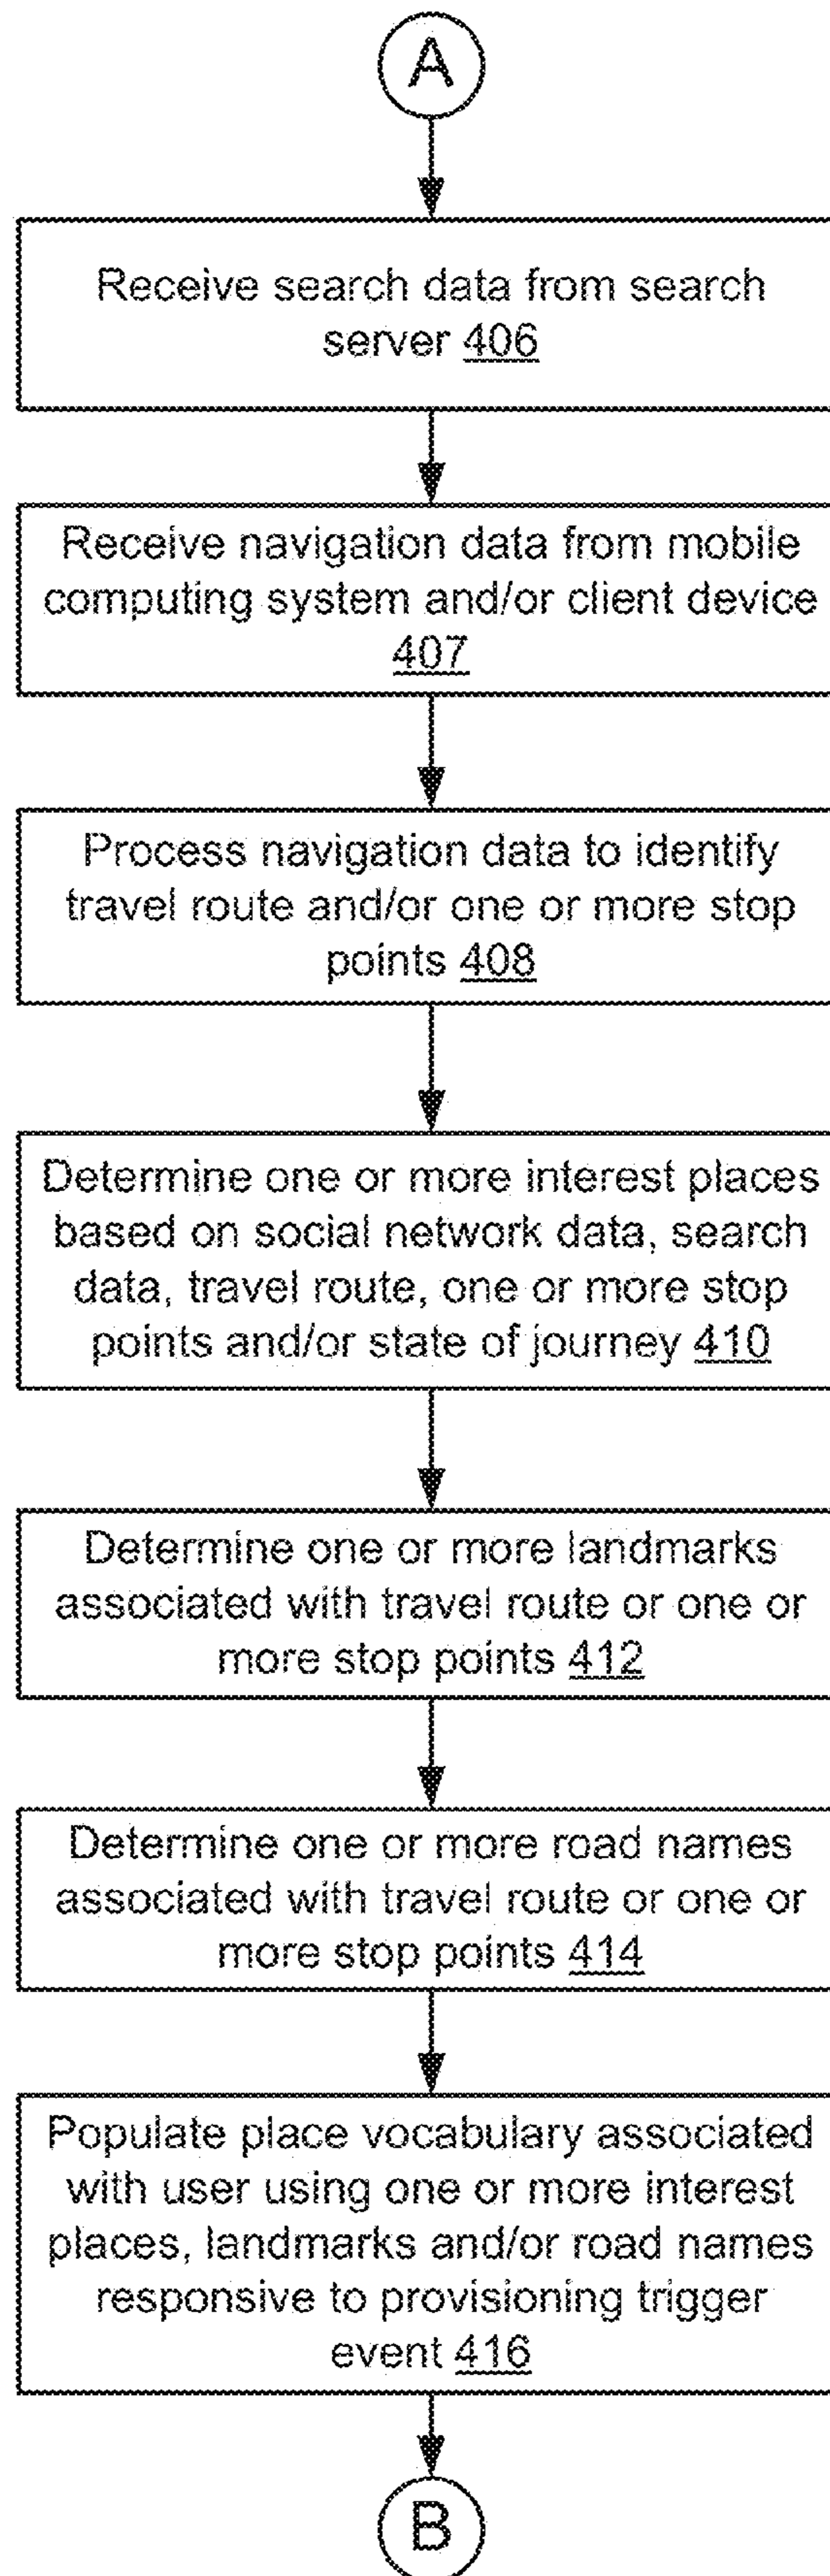 A
Receive search data from search
server 406
Receive navigation data from mobile
computing system and/or client device
407
Process navigation data to identify
travel route and/or one or more stop
points 408
Determine one or more interest places
based on social network data, search
data, travel route, one or more stop
points and/or state of journey 410
Determine one or more landmarks
associated with travel route or one or
more stop points 412
Determine one or more road names
associated with travel route or one or
more stop points 414
Populate place vocabulary associated
with user using one or more interest
places, landmarks and/or road names
responsive to provisioning trigger
event 416
B